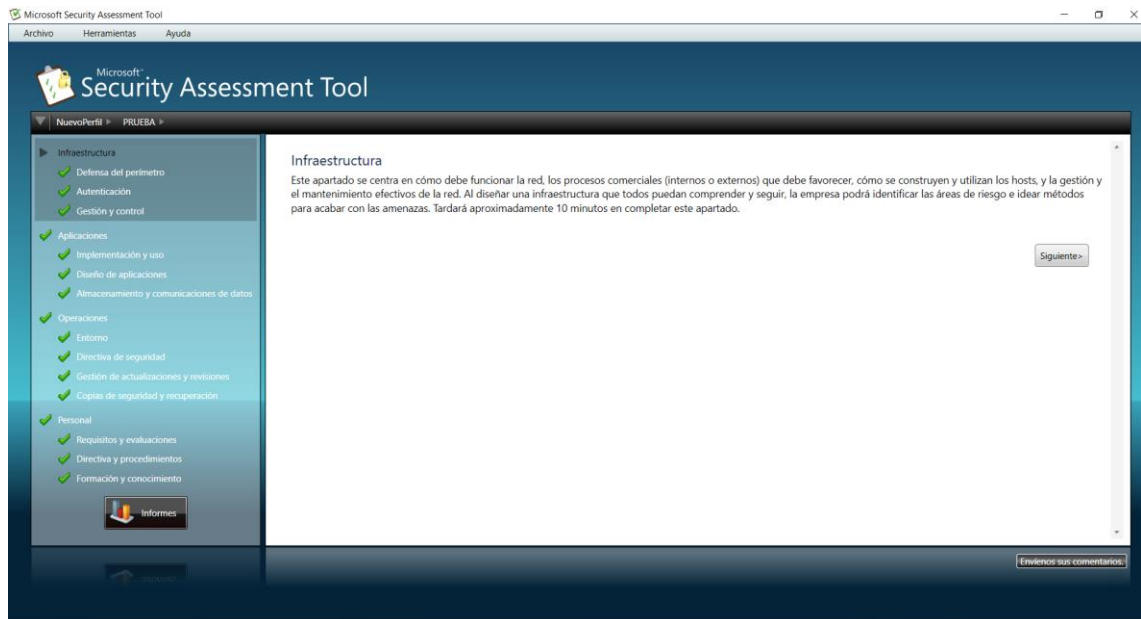 Microsoft Security Assessment Tool
Archivo Herramientas Ayuda
Microsoft™
Security Assessment Tool
NuevoPerfil PRUEBA
Infraestructura
Defensa del perímetro
Autenticación
Gestión y control
Aplicaciones
Implementación y uso
Diseño de aplicaciones
Almacenamiento y comunicaciones de datos
Operaciones
Entorno
Directiva de seguridad
Gestión de actualizaciones y revisiones
Copias de seguridad y recuperación
Personal
Requisitos y evaluaciones
Directiva y procedimientos
Formación y conocimiento
Informes
Infraestructura
Este apartado se centra en cómo debe funcionar la red, los procesos comerciales (internos o externos) que debe favorecer, cómo se construyen y utilizan los hosts, y la gestión y
el mantenimiento efectivos de la red. Al diseñar una infraestructura que todos puedan comprender y seguir, la empresa podrá identificar las áreas de riesgo e idear métodos
para acabar con las amenazas. Tardará aproximadamente 10 minutos en completar este apartado.
Siguiente>
Envíenos sus comentarios.